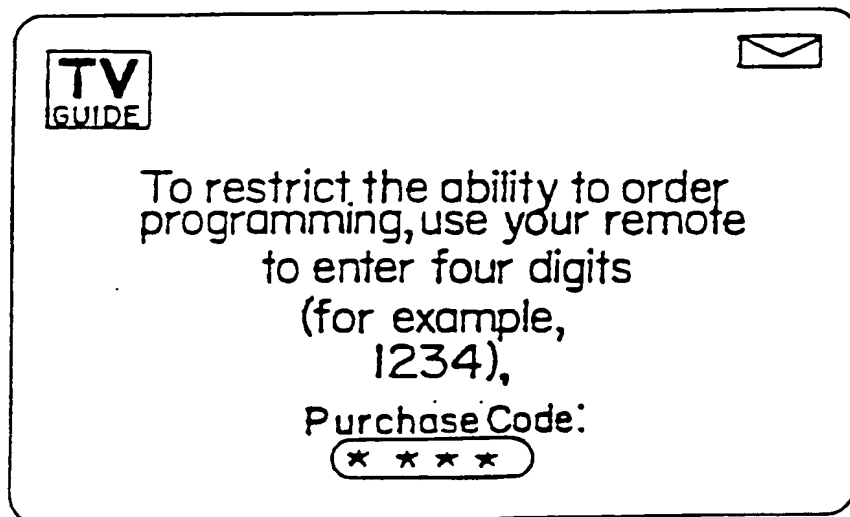 TV
GUIDE
To restrict the ability to order
programming, use your remote
to enter four digits
(for example,
1234),
Purchase Code:
* * * *